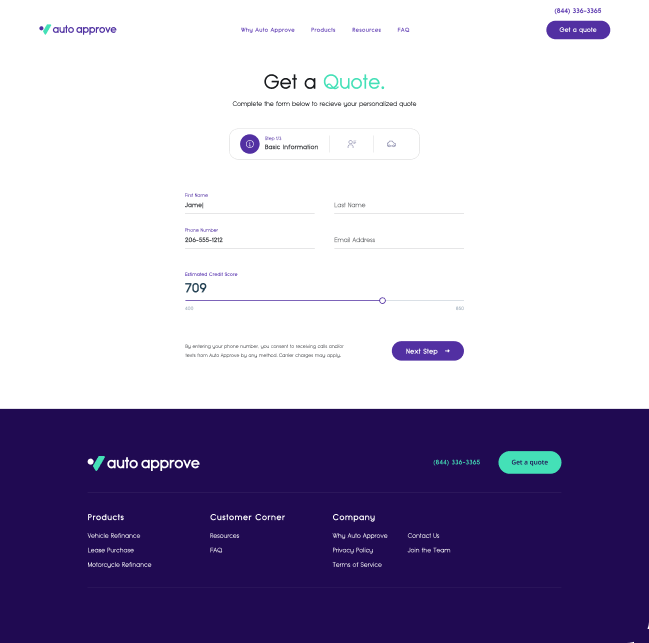 (844) 336-3365
auto approve
Why Auto Approve
Products
Resources
FAQ
Get a quote
Get a Quote.
Complete the form below to recieve your personalized quote
Step 1/3
Basic Information
First Name
Jame
Last Name
Phone Number
206-555-1212
Email Address
Estimated Credit Score
709
850
By entering your phone number, you consent to receiving calls and/or
texts from Auto Approve by any method. Carrier charges may apply.
Next Step
auto approve
(844) 336-3365
Get a quote
Products
Customer Corner
Company
Vehicle Refinance
Resources
Why Auto Approve
Contact Us
Lease Purchase
FAQ
Privacy Policy
Join the Team
Motorcycle Refinance
Terms of Service